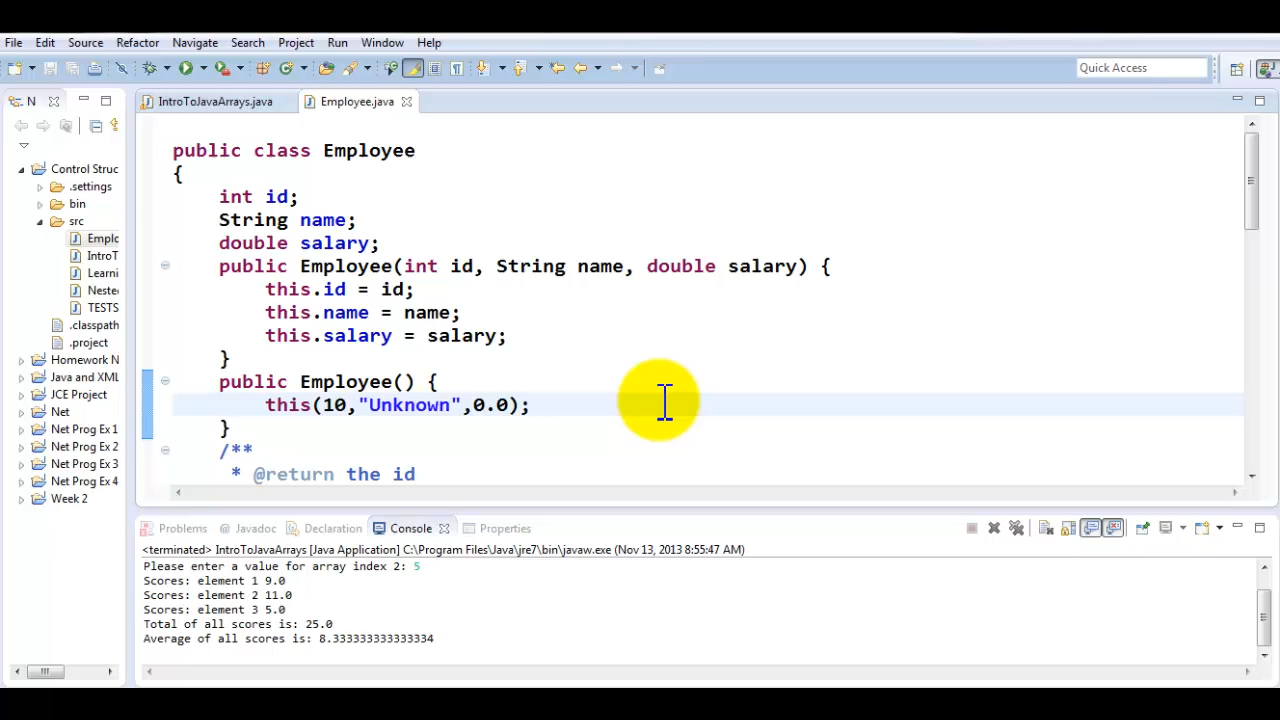 File Edit Source Refactor Navigate Search Project Run Window Help
Quick Access
N
IntroToJavaArrays.java
Employee.java
Control Struc
.settings
bin
src
Emplo
IntroT
Learni
Neste
TESTS
.classpath
.project
Homework N
Java and XML
JCE Project
Net
Net Prog Ex1
Net Prog Ex 2
Net Prog Ex3
Net Prog Ex 4
Week 2
public class Employee
{
int id;
String name;
double salary;
public Employee(int id, String name, double salary) {
this.id = id;
this.name = name;
this.salary = salary;
}
public Employee() {
this(10,"Unknown",0.0);
}
/**
* @return the id
Problems @ Javadoc Declaration Console Properties
<terminated> IntroToJavaArrays [Java Application] C:\Program Files\Java\jre7\bin\javaw.exe (Nov 13, 2013 8:55:47 AM)
Please enter a value for array index 2: 5
Scores: element 1 9.0
Scores: element 2 11.0
Scores: element 3 5.0
Total of all scores is: 25.0
Average of all scores is: 8.333333333333334